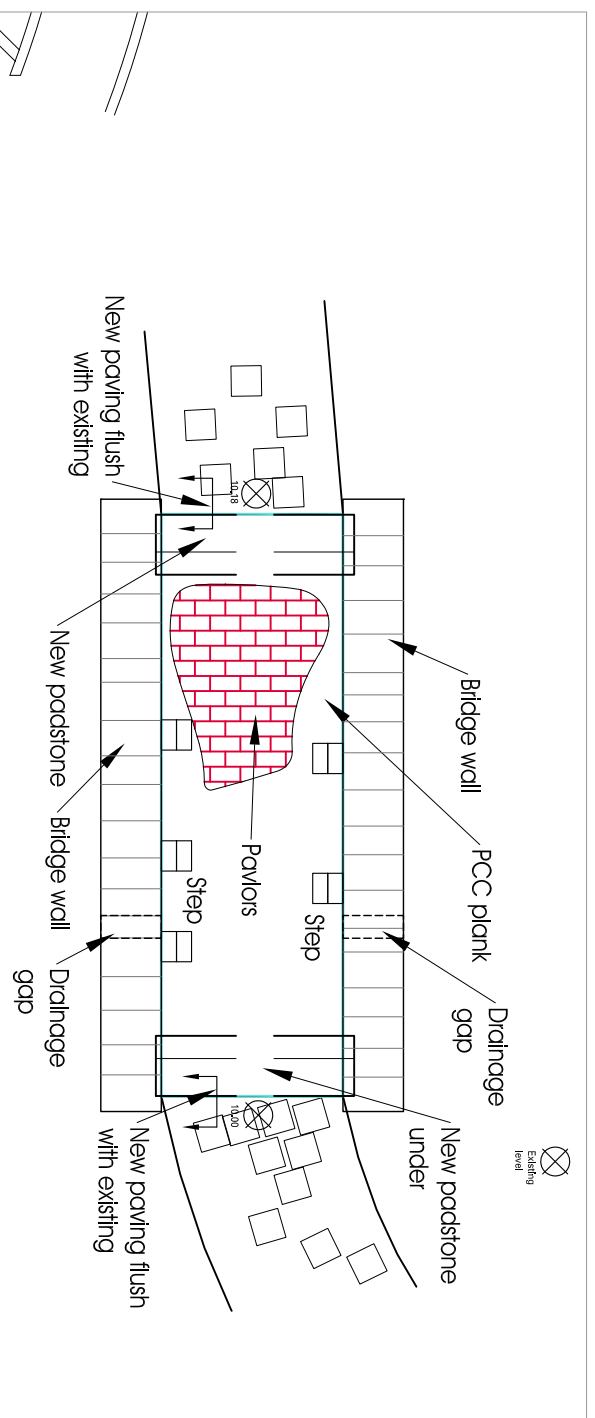 Existing
level
Bridge wall
PCC plank
Drainage
gap
New padstone
under
Step
Paviors
Step
10.18
10.00
New paving flush
with existing
New padstone
Bridge wall
Drainage
gap
New paving flush
with existing